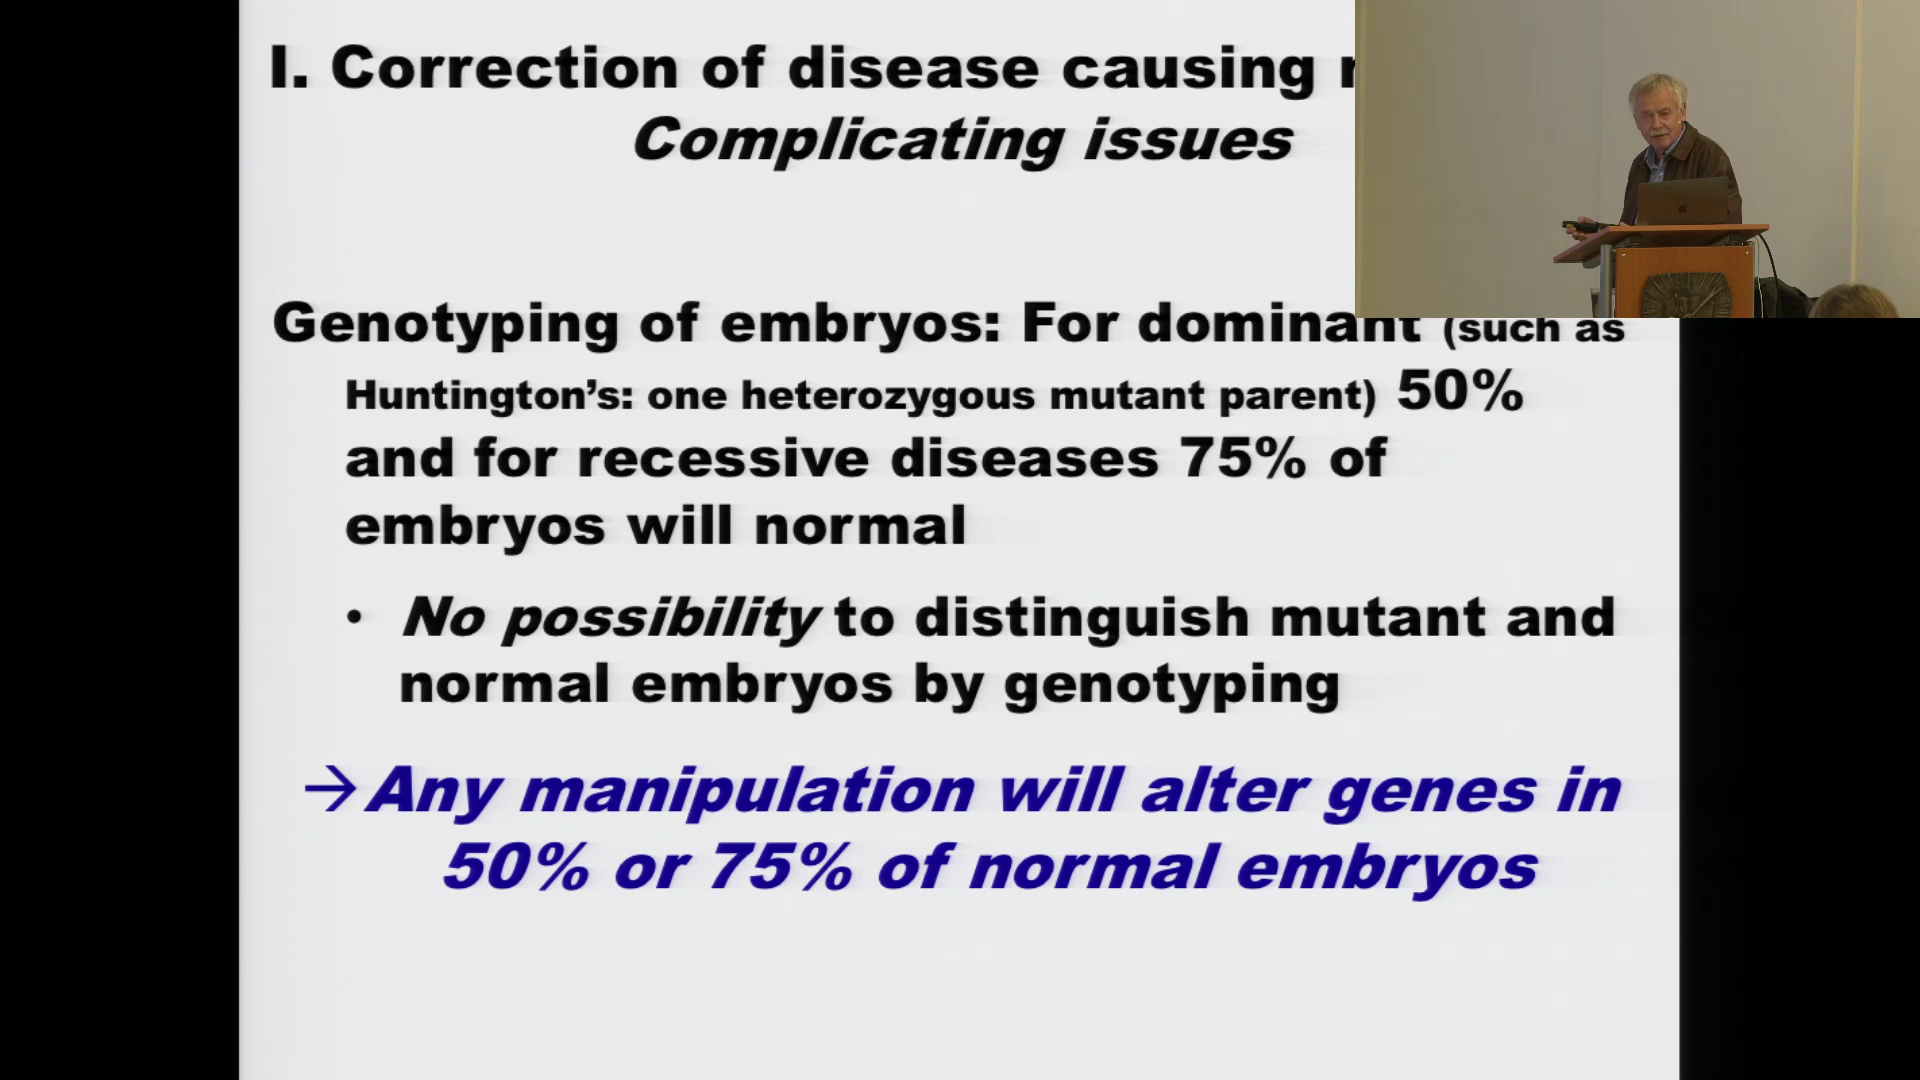 I. Correction of disease causing
Complicating issues
Genotyping of embryos: For dominant (such as
Huntington’s: one heterozygous mutant parent) 50%
and for recessive diseases 75% of
embryos will normal
• No possibility to distinguish mutant and
normal embryos by genotyping
→Any manipulation will alter genes in
50% or 75% of normal embryos